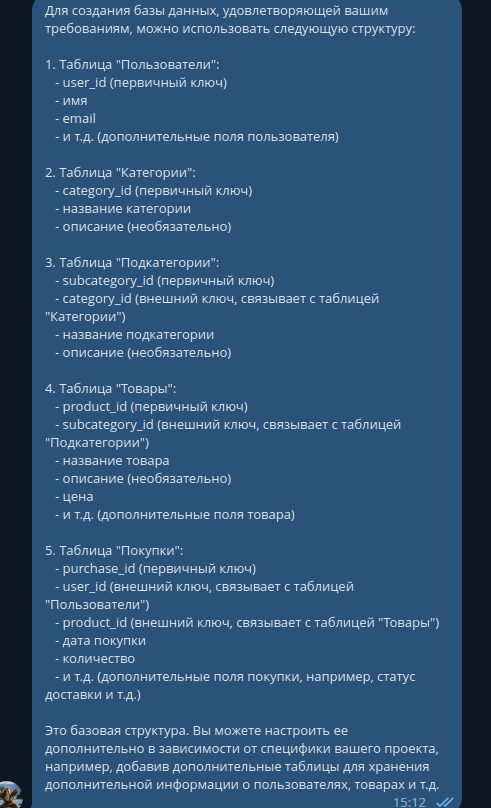 Для создания базы данных, удовлетворяющей вашим
требованиям, можно использовать следующую структуру:
1. Таблица "Пользователи":
- user_id (первичный ключ)
- имя
- email
- и т.д. (дополнительные поля пользователя)
2. Таблица "Категории":
- category_id (первичный ключ)
- название категории
- описание (необязательно)
3. Таблица "Подкатегории":
- subcategory_id (первичный ключ)
- category_id (внешний ключ, связывает с таблицей
"Категории")
- название подкатегории
- описание (необязательно)
4. Таблица "Товары":
- product_id (первичный ключ)
- subcategory_id (внешний ключ, связывает с таблицей
"Подкатегории")
- название товара
- описание (необязательно)
- цена
- и т.д. (дополнительные поля товара)
5. Таблица "Покупки":
- purchase_id (первичный ключ)
- user_id (внешний ключ, связывает с таблицей
"Пользователи")
- product_id (внешний ключ, связывает с таблицей "Товары")
- дата покупки
- количество
- и т.д. (дополнительные поля покупки, например, статус
доставки и т.д.)
Это базовая структура. Вы можете настроить ее
дополнительно в зависимости от специфики вашего проекта,
например, добавив дополнительные таблицы для хранения
дополнительной информации о пользователях, товарах и т.д.
15:12